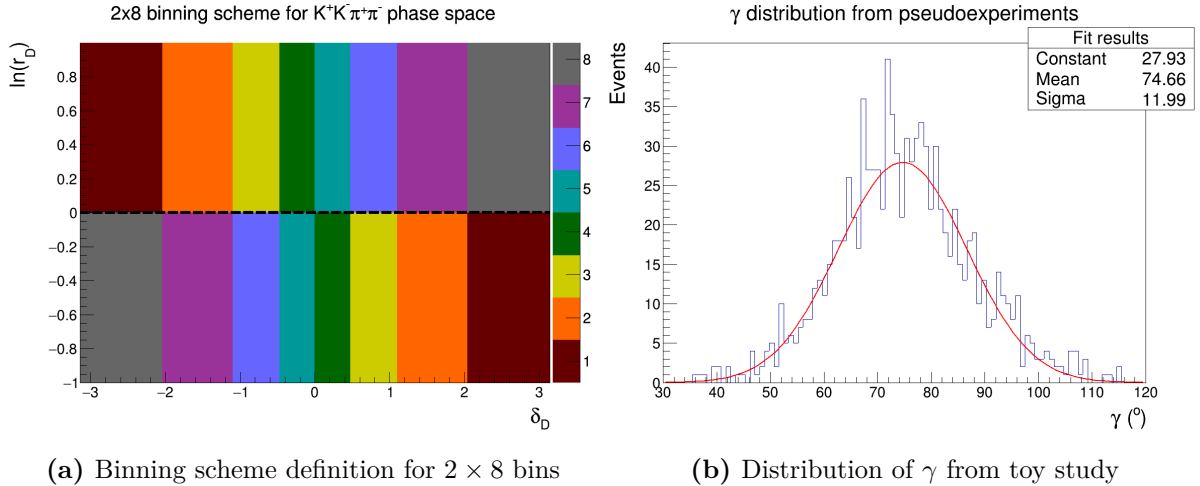 2x8 binning scheme for K⁺K⁻π⁺π⁻ phase space
ln(r_D)
0.8
0.6
0.4
0.2
0
−0.2
−0.4
−0.6
−0.8
−1
−3 −2 −1 0 1 2 3
δ_D
8
7
6
5
4
3
2
1
(a) Binning scheme definition for 2 × 8 bins
γ distribution from pseudoexperiments
Fit results
Constant 27.93
Mean 74.66
Sigma 11.99
Events
40
35
30
25
20
15
10
5
0
30 40 50 60 70 80 90 100 110 120
γ (°)
(b) Distribution of γ from toy study